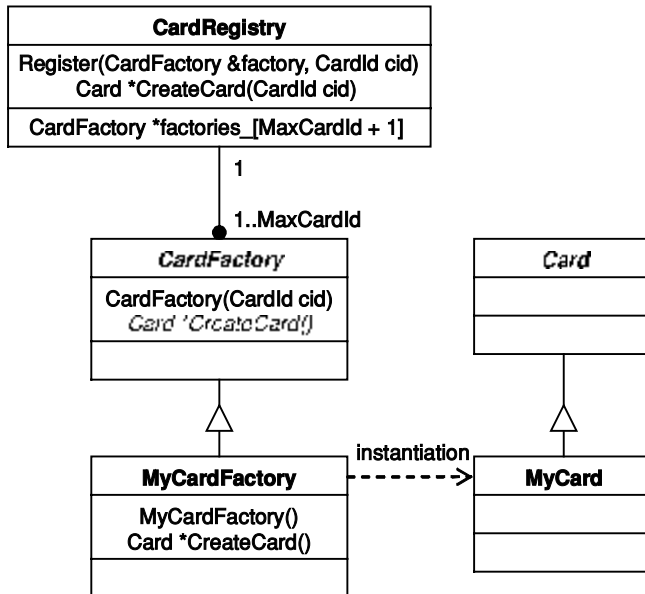 CardRegistry
Register(CardFactory &factory, CardId cid)
Card *CreateCard(CardId cid)
CardFactory *factories_[MaxCardId + 1]
1
1..MaxCardId
CardFactory
CardFactory(CardId cid)
Card *CreateCard()
Card
instantiation
MyCardFactory
MyCardFactory()
Card *CreateCard()
MyCard